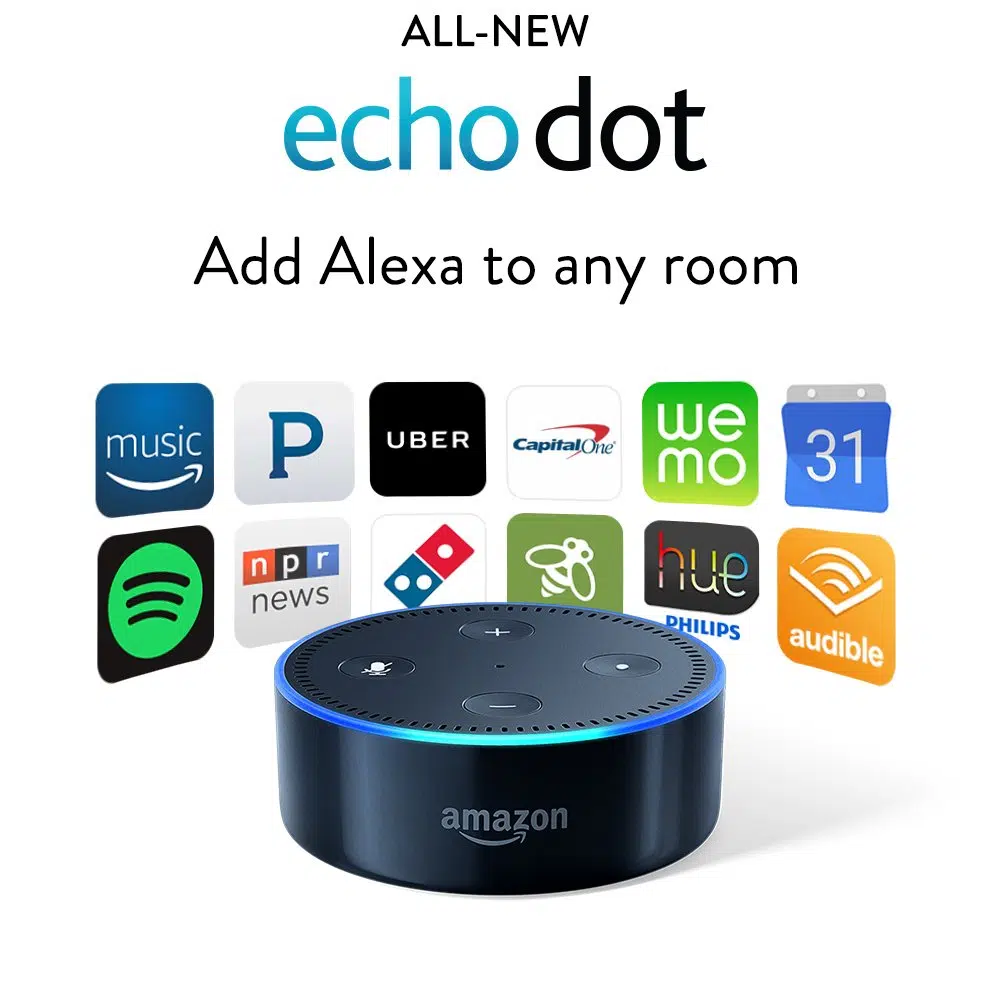 ALL-NEW
echo dot
Add Alexa to any room
music
P
UBER
CapitalOne
we
mo
31
npr
news
hue
PHILIPS
audible
+
−
amazon